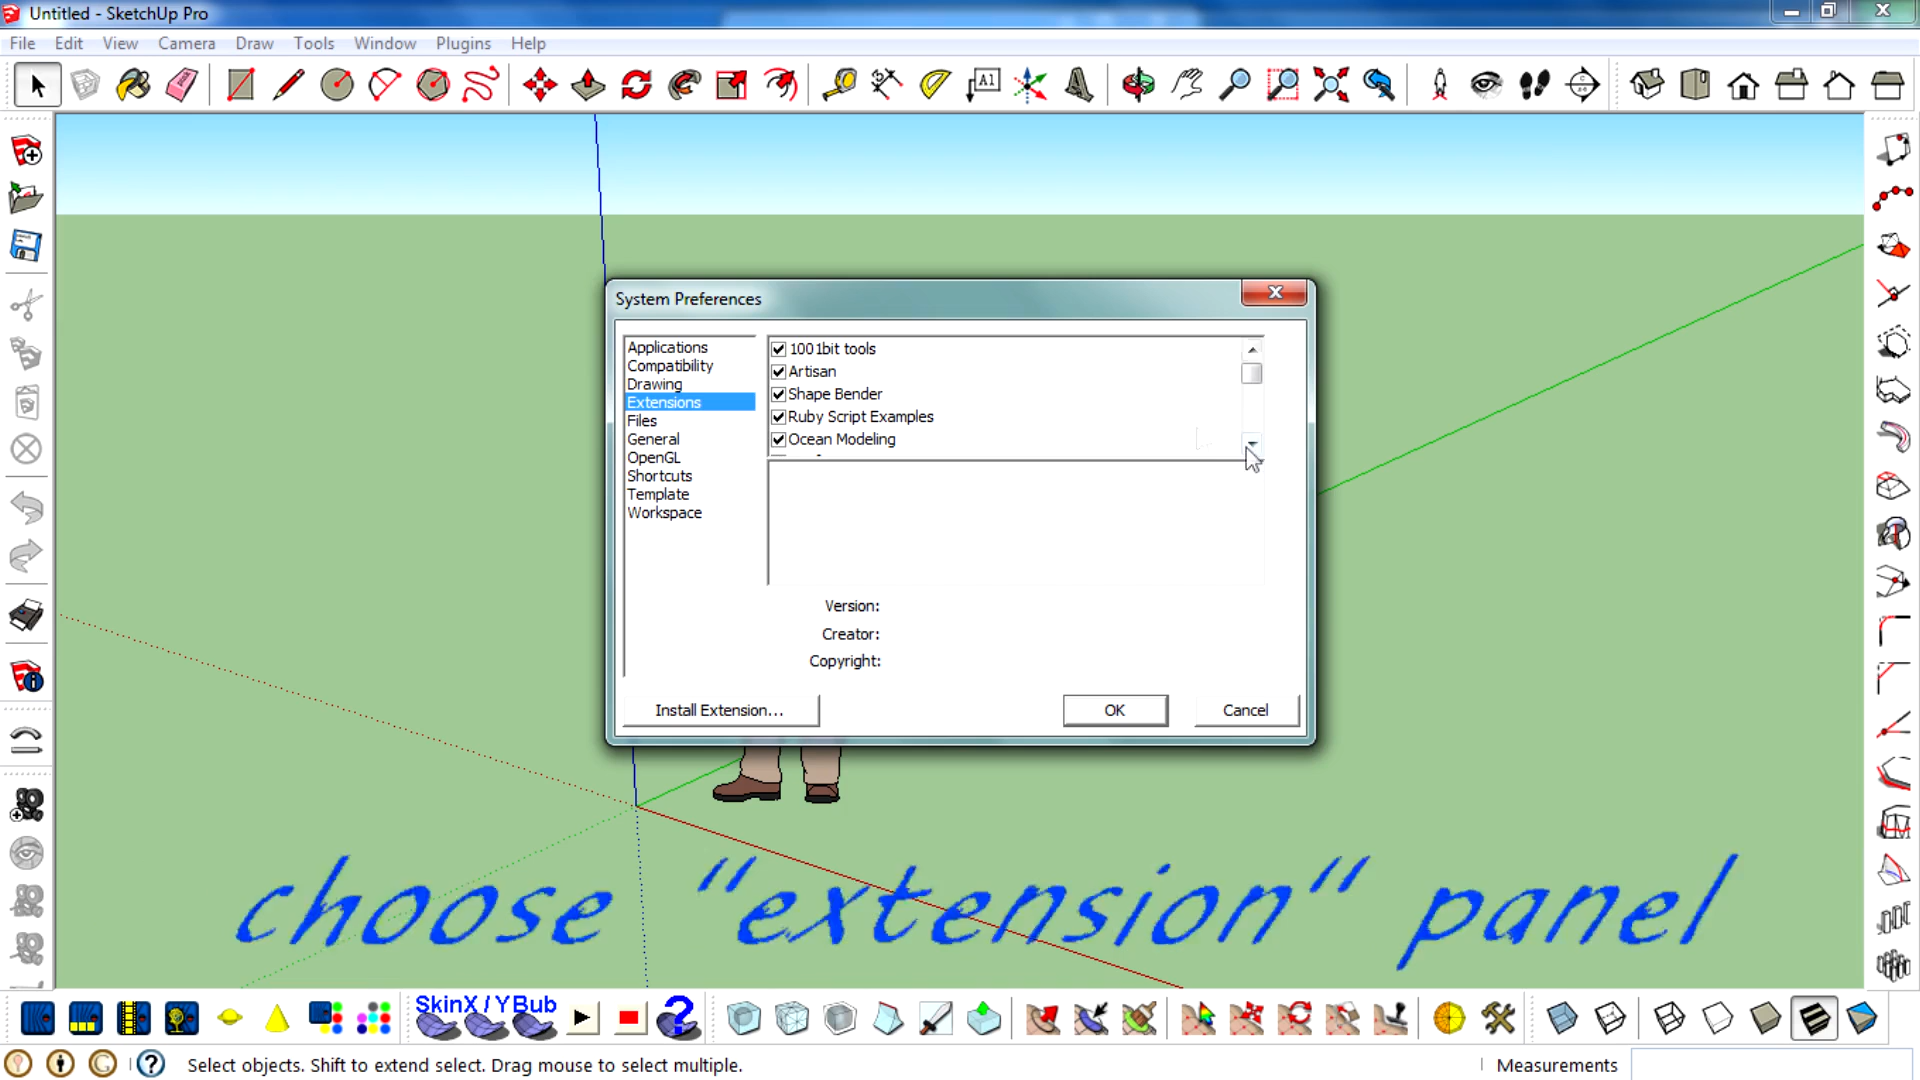 Untitled - SketchUp Pro
File Edit View Camera Draw Tools Window Plugins Help
A1
System Preferences
Applications
Compatibility
Drawing
Extensions
Files
General
OpenGL
Shortcuts
Template
Workspace
1001bit tools
Artisan
Shape Bender
Ruby Script Examples
Ocean Modeling
Version:
Creator:
Copyright:
Install Extension...
OK
Cancel
choose "extension" panel
SkinX / YBub
Select objects. Shift to extend select. Drag mouse to select multiple.
Measurements